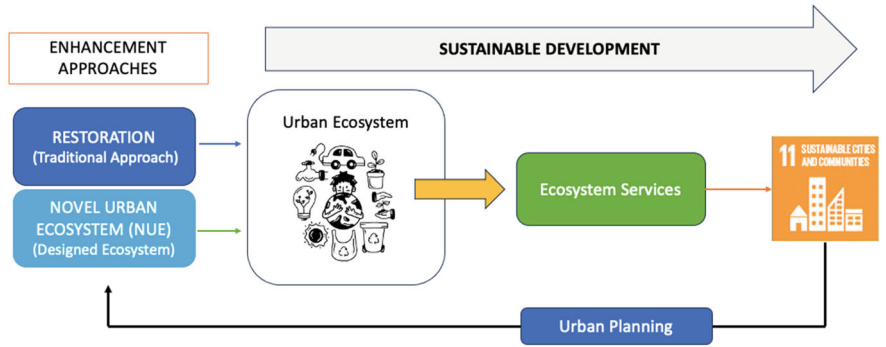 ENHANCEMENT
APPROACHES
SUSTAINABLE DEVELOPMENT
RESTORATION
(Traditional Approach)
NOVEL URBAN
ECOSYSTEM (NUE)
(Designed Ecosystem)
Urban Ecosystem
Ecosystem Services
11 SUSTAINABLE CITIES
AND COMMUNITIES
Urban Planning